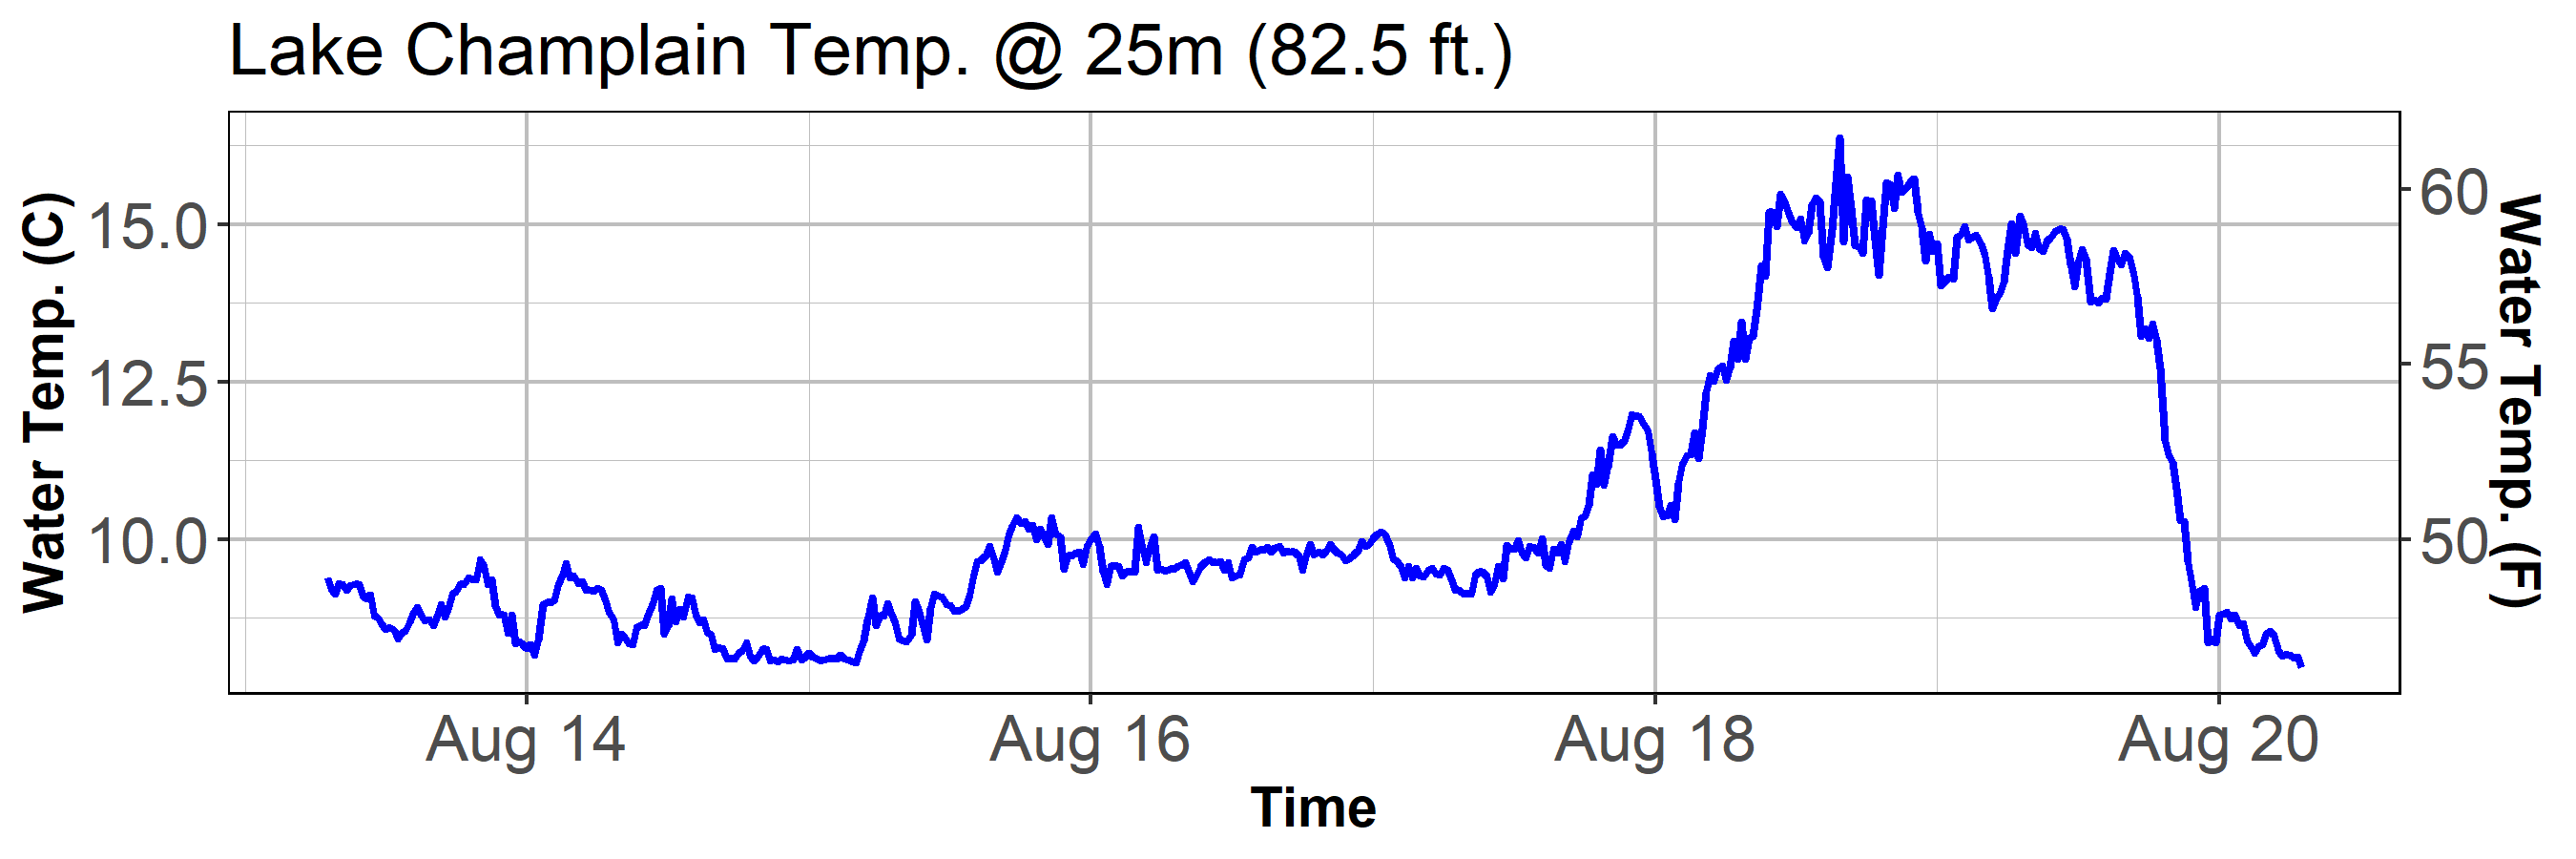 Lake Champlain Temp. @ 25m (82.5 ft.)
Water Temp. (C)
15.0
12.5
10.0
60
55
50
Water Temp. (F)
Aug 14 Aug 16 Aug 18 Aug 20
Time